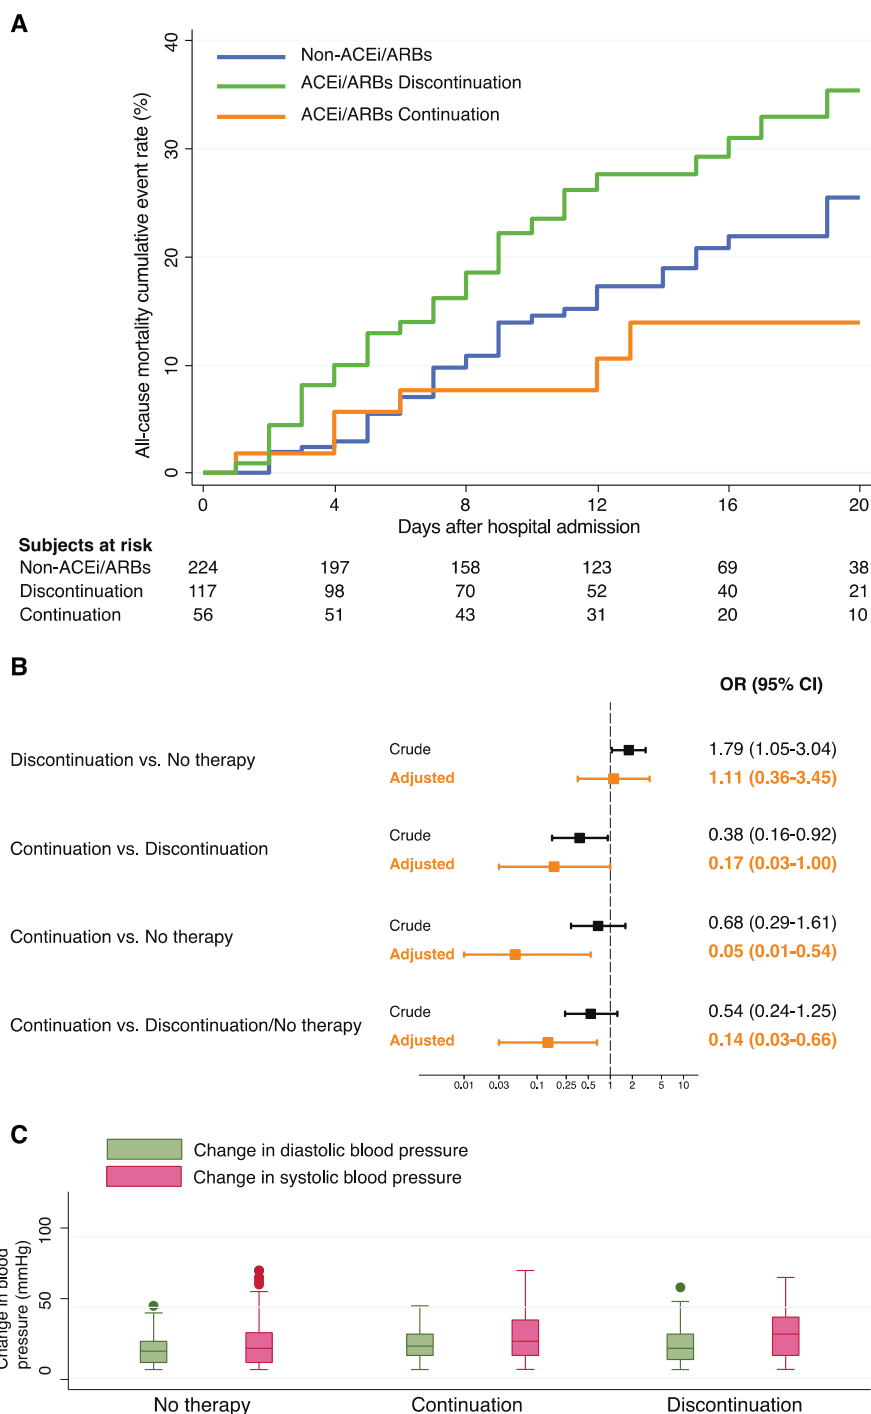 A
40
30
20
10
0
All-cause mortality cumulative event rate (%)
Non-ACEi/ARBs
ACEi/ARBs Discontinuation
ACEi/ARBs Continuation
0 4 8 12 16 20
Days after hospital admission
Subjects at risk
Non-ACEi/ARBs 224 197 158 123 69 38
Discontinuation 117 98 70 52 40 21
Continuation 56 51 43 31 20 10
B
OR (95% CI)
Discontinuation vs. No therapy
Crude 1.79 (1.05-3.04)
Adjusted 1.11 (0.36-3.45)
Continuation vs. Discontinuation
Crude 0.38 (0.16-0.92)
Adjusted 0.17 (0.03-1.00)
Continuation vs. No therapy
Crude 0.68 (0.29-1.61)
Adjusted 0.05 (0.01-0.54)
Continuation vs. Discontinuation/No therapy
Crude 0.54 (0.24-1.25)
Adjusted 0.14 (0.03-0.66)
0.01 0.03 0.1 0.25 0.5 1 2 5 10
C
Change in diastolic blood pressure
Change in systolic blood pressure
Change in blood
pressure (mmHg)
100
50
0
No therapy Continuation Discontinuation